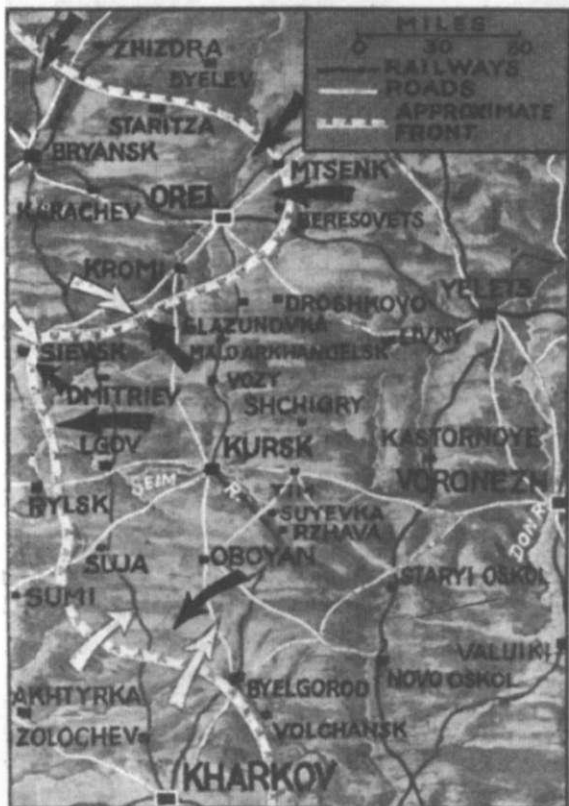 MILES
0 30 60
RAILWAYS
ROADS
APPROXIMATE
FRONT
ZHIZDRA
BYELEV
STARITZA
BRYANSK
MTSENK
OREL
KARACHEV
BERESOVETS
KROMI
DROSHKOVO
YELETS
GLAZUNOVKA
LIVNY
SIEVSK
MALOARKHANGELSK
DMITRIEV
VOZY
SHCHIGRY
LGOV
KURSK
KASTORNOYE
VORONEZH
SEIM R.
RYLSK
TIM
SUYEVKA
RZHAVA
DON R.
SUJA
OBOYAN
STARYI OSKOL
SUMI
VALUIKI
BYELGOROD
NOVO OSKOL
AKHTYRKA
VOLCHANSK
ZOLOCHEV
KHARKOV